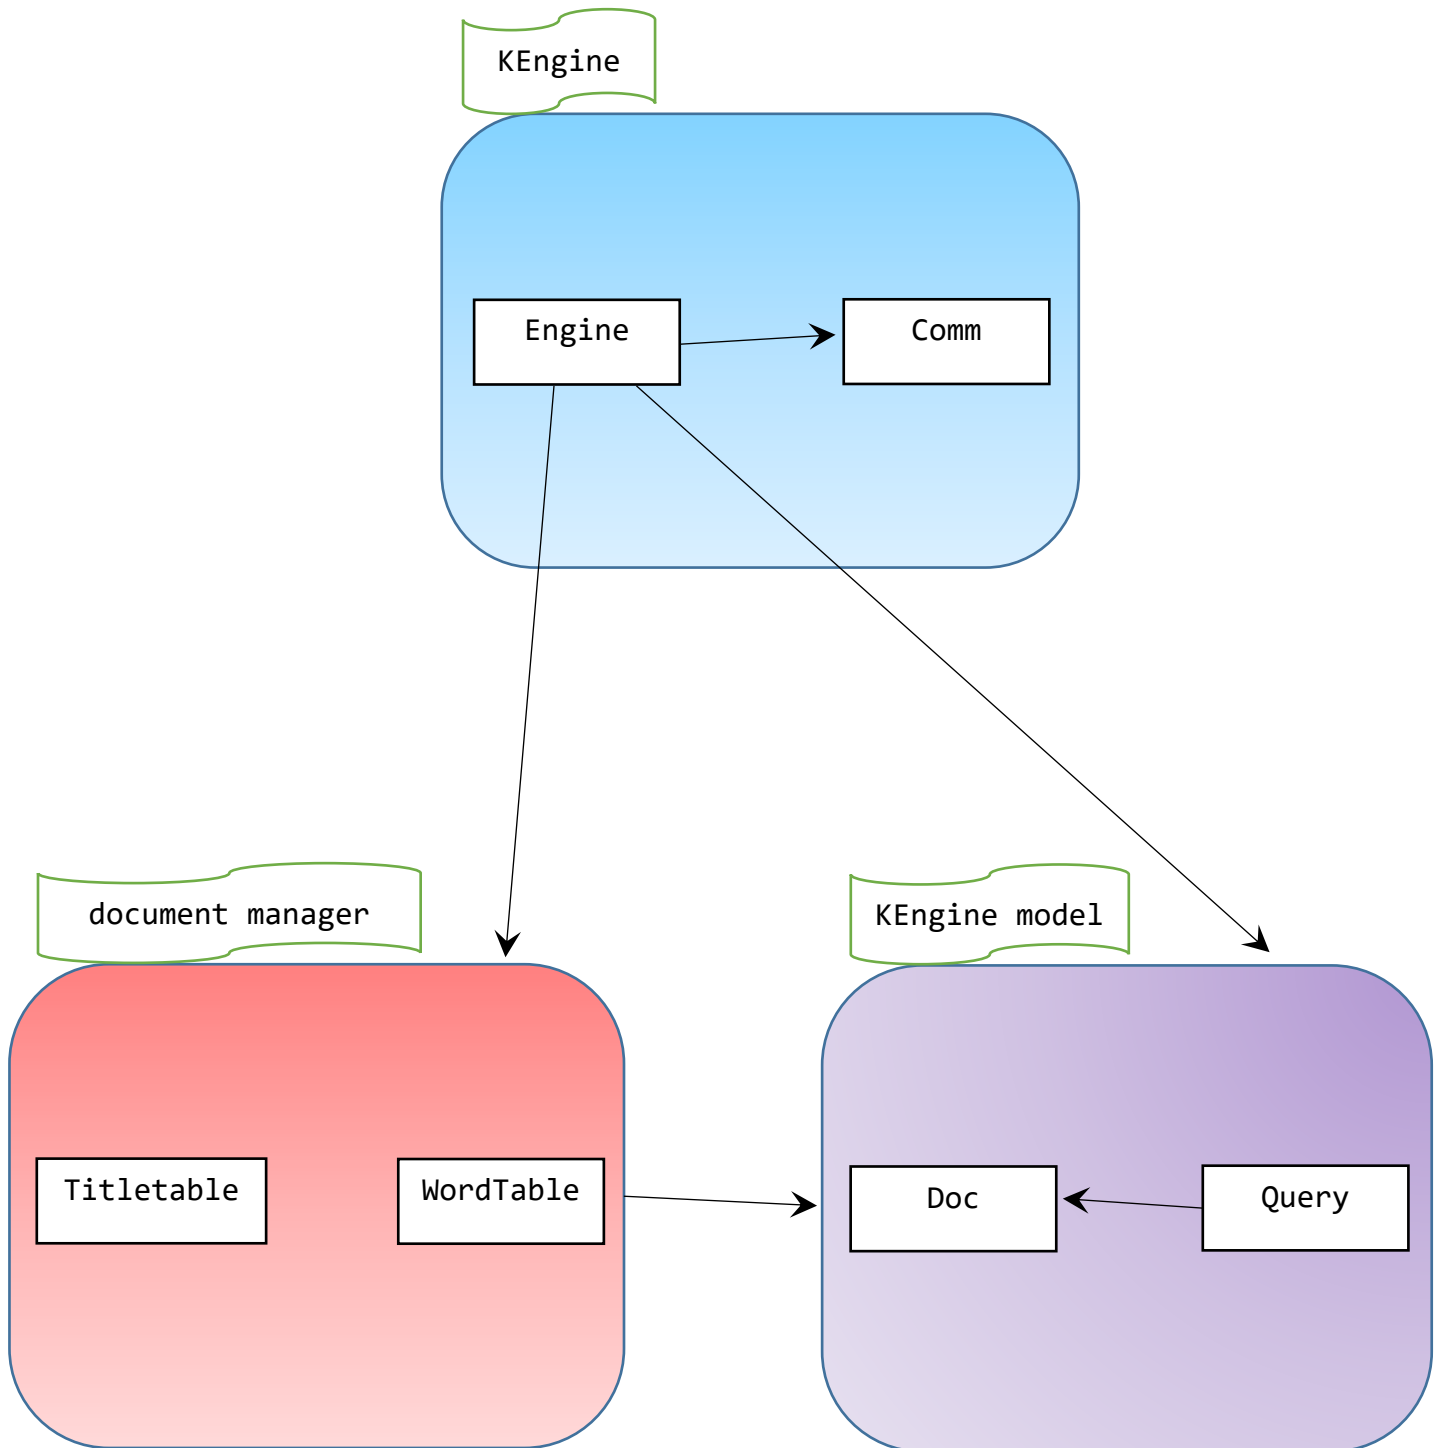 KEngine
Engine
Comm
document manager
KEngine model
Titletable
WordTable
Doc
Query